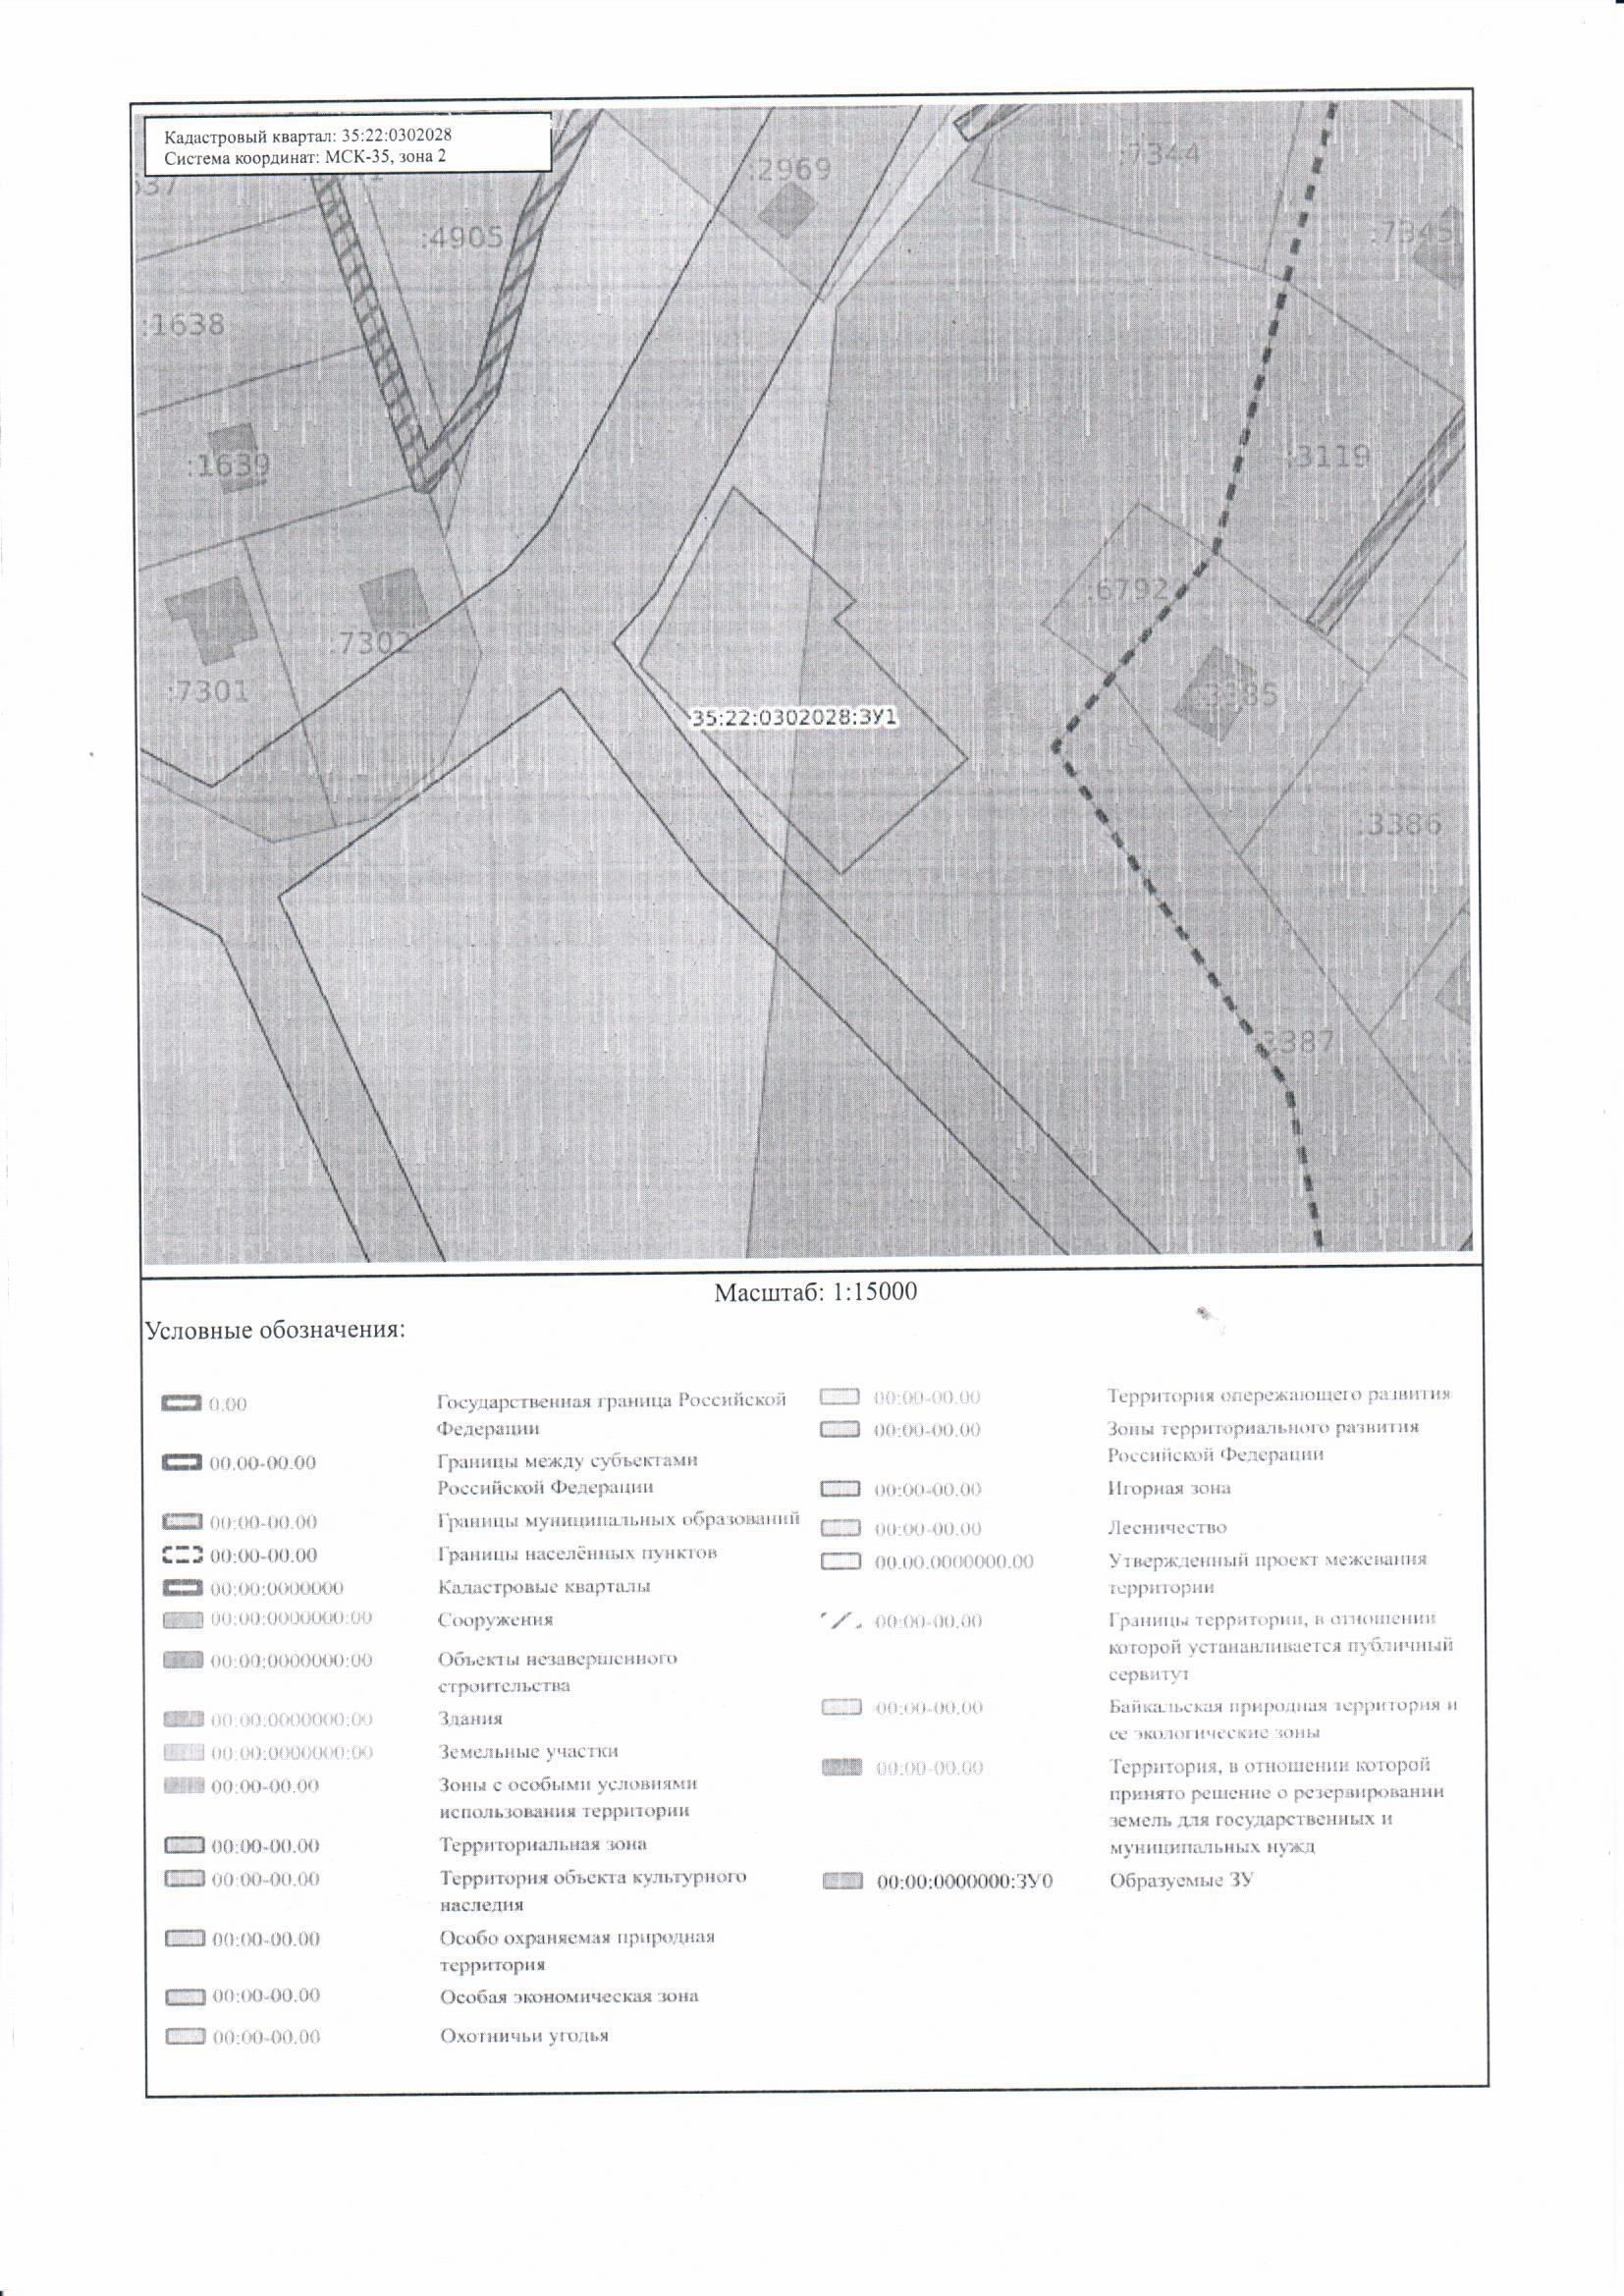 Кадастровый квартал: 35:22:0302028
Система координат: МСК-35, зона 2
:2969
:7344
:4905
:7345
:1638
:3119
:1639
:6792
:7302
:3385
:7301
35:22:0302028:ЗУ1
:3386
:3387
Масштаб: 1:15000
Условные обозначения:
0.00
Государственная граница Российской
Федерации
00.00-00.00
Границы между субъектами
Российской Федерации
00:00-00.00
Границы муниципальных образований
00:00-00.00
Границы населённых пунктов
00:00:0000000
Кадастровые кварталы
00:00:0000000:00
Сооружения
00:00:0000000:00
Объекты незавершенного
строительства
00:00:0000000:00
Здания
00:00:0000000:00
Земельные участки
00:00-00.00
Зоны с особыми условиями
использования территории
00:00-00.00
Территориальная зона
00:00-00.00
Территория объекта культурного
наследия
00:00-00.00
Особо охраняемая природная
территория
00:00-00.00
Особая экономическая зона
00:00-00.00
Охотничьи угодья
00:00-00.00
Территория опережающего развития
00:00-00.00
Зоны территориального развития
Российской Федерации
00:00-00.00
Игорная зона
00:00-00.00
Лесничество
00.00.0000000.00
Утвержденный проект межевания
территории
00:00-00.00
Границы территории, в отношении
которой устанавливается публичный
сервитут
00:00-00.00
Байкальская природная территория и
ее экологические зоны
00:00-00.00
Территория, в отношении которой
принято решение о резервировании
земель для государственных и
муниципальных нужд
00:00:0000000:ЗУ0
Образуемые ЗУ